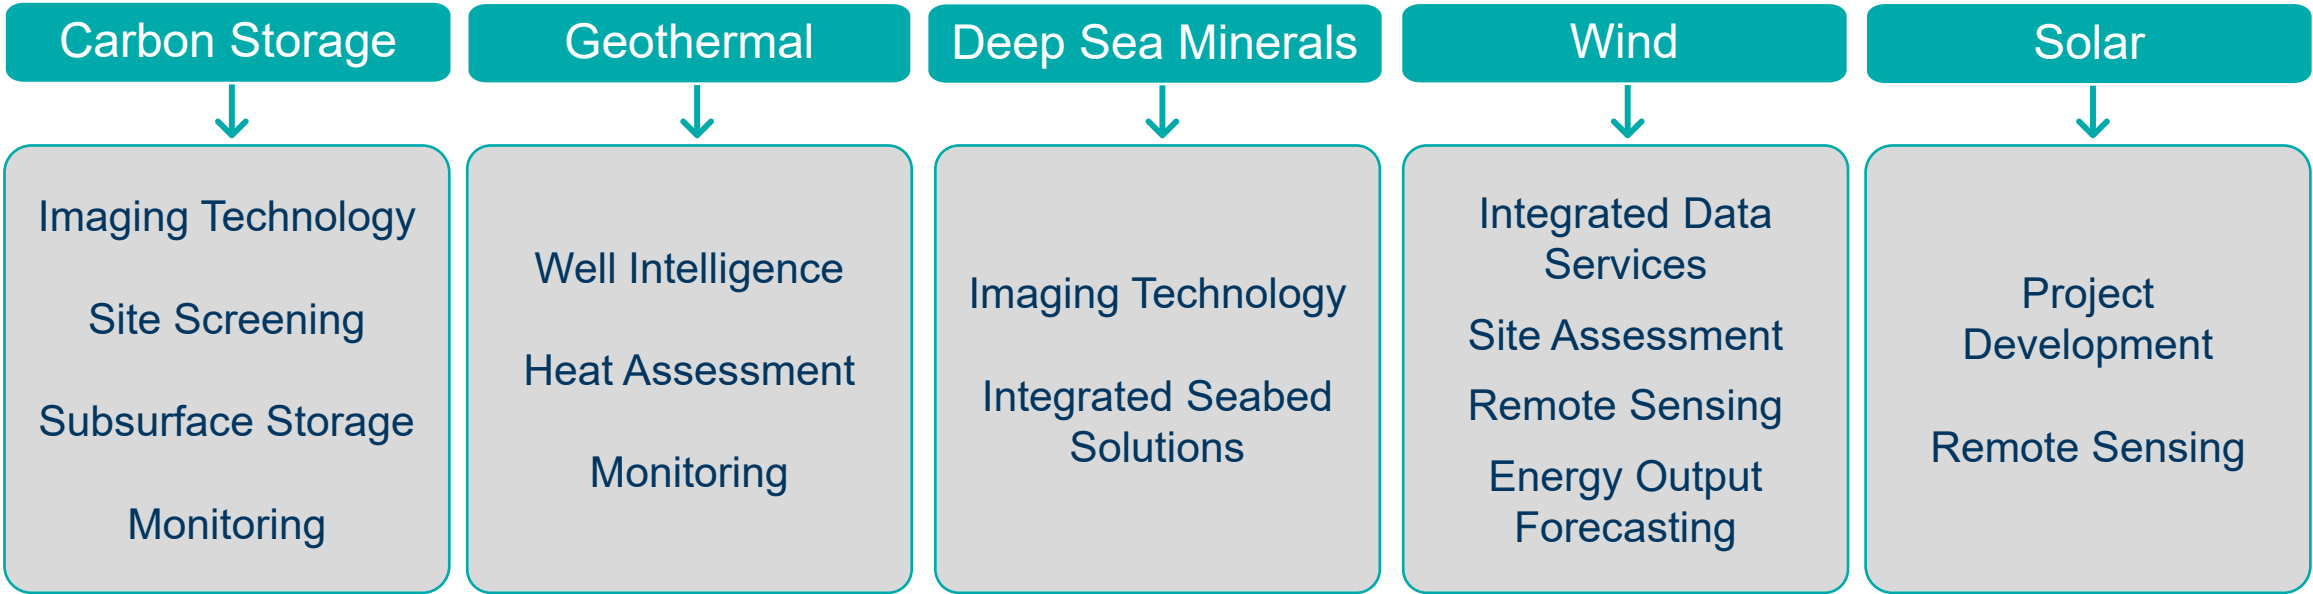 Carbon Storage
Imaging Technology
Site Screening
Subsurface Storage
Monitoring
Geothermal
Well Intelligence
Heat Assessment
Monitoring
Deep Sea Minerals
Imaging Technology
Integrated Seabed
Solutions
Wind
Integrated Data
Services
Site Assessment
Remote Sensing
Energy Output
Forecasting
Solar
Project
Development
Remote Sensing